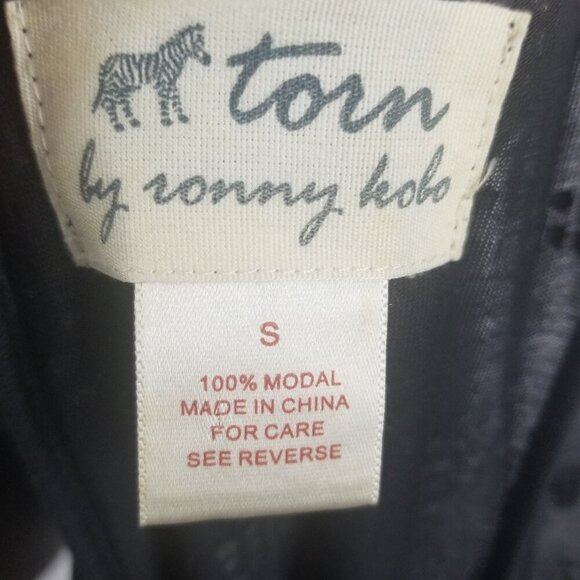 torn
by ronny kobo
S
100% MODAL
MADE IN CHINA
FOR CARE
SEE REVERSE